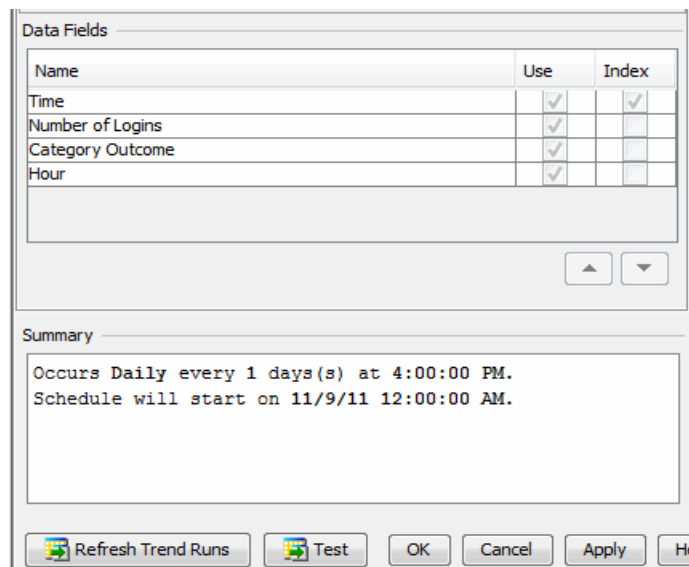 Data Fields
Name Use Index
Time
Number of Logins
Category Outcome
Hour
Summary
Occurs Daily every 1 days(s) at 4:00:00 PM.
Schedule will start on 11/9/11 12:00:00 AM.
Refresh Trend Runs Test OK Cancel Apply